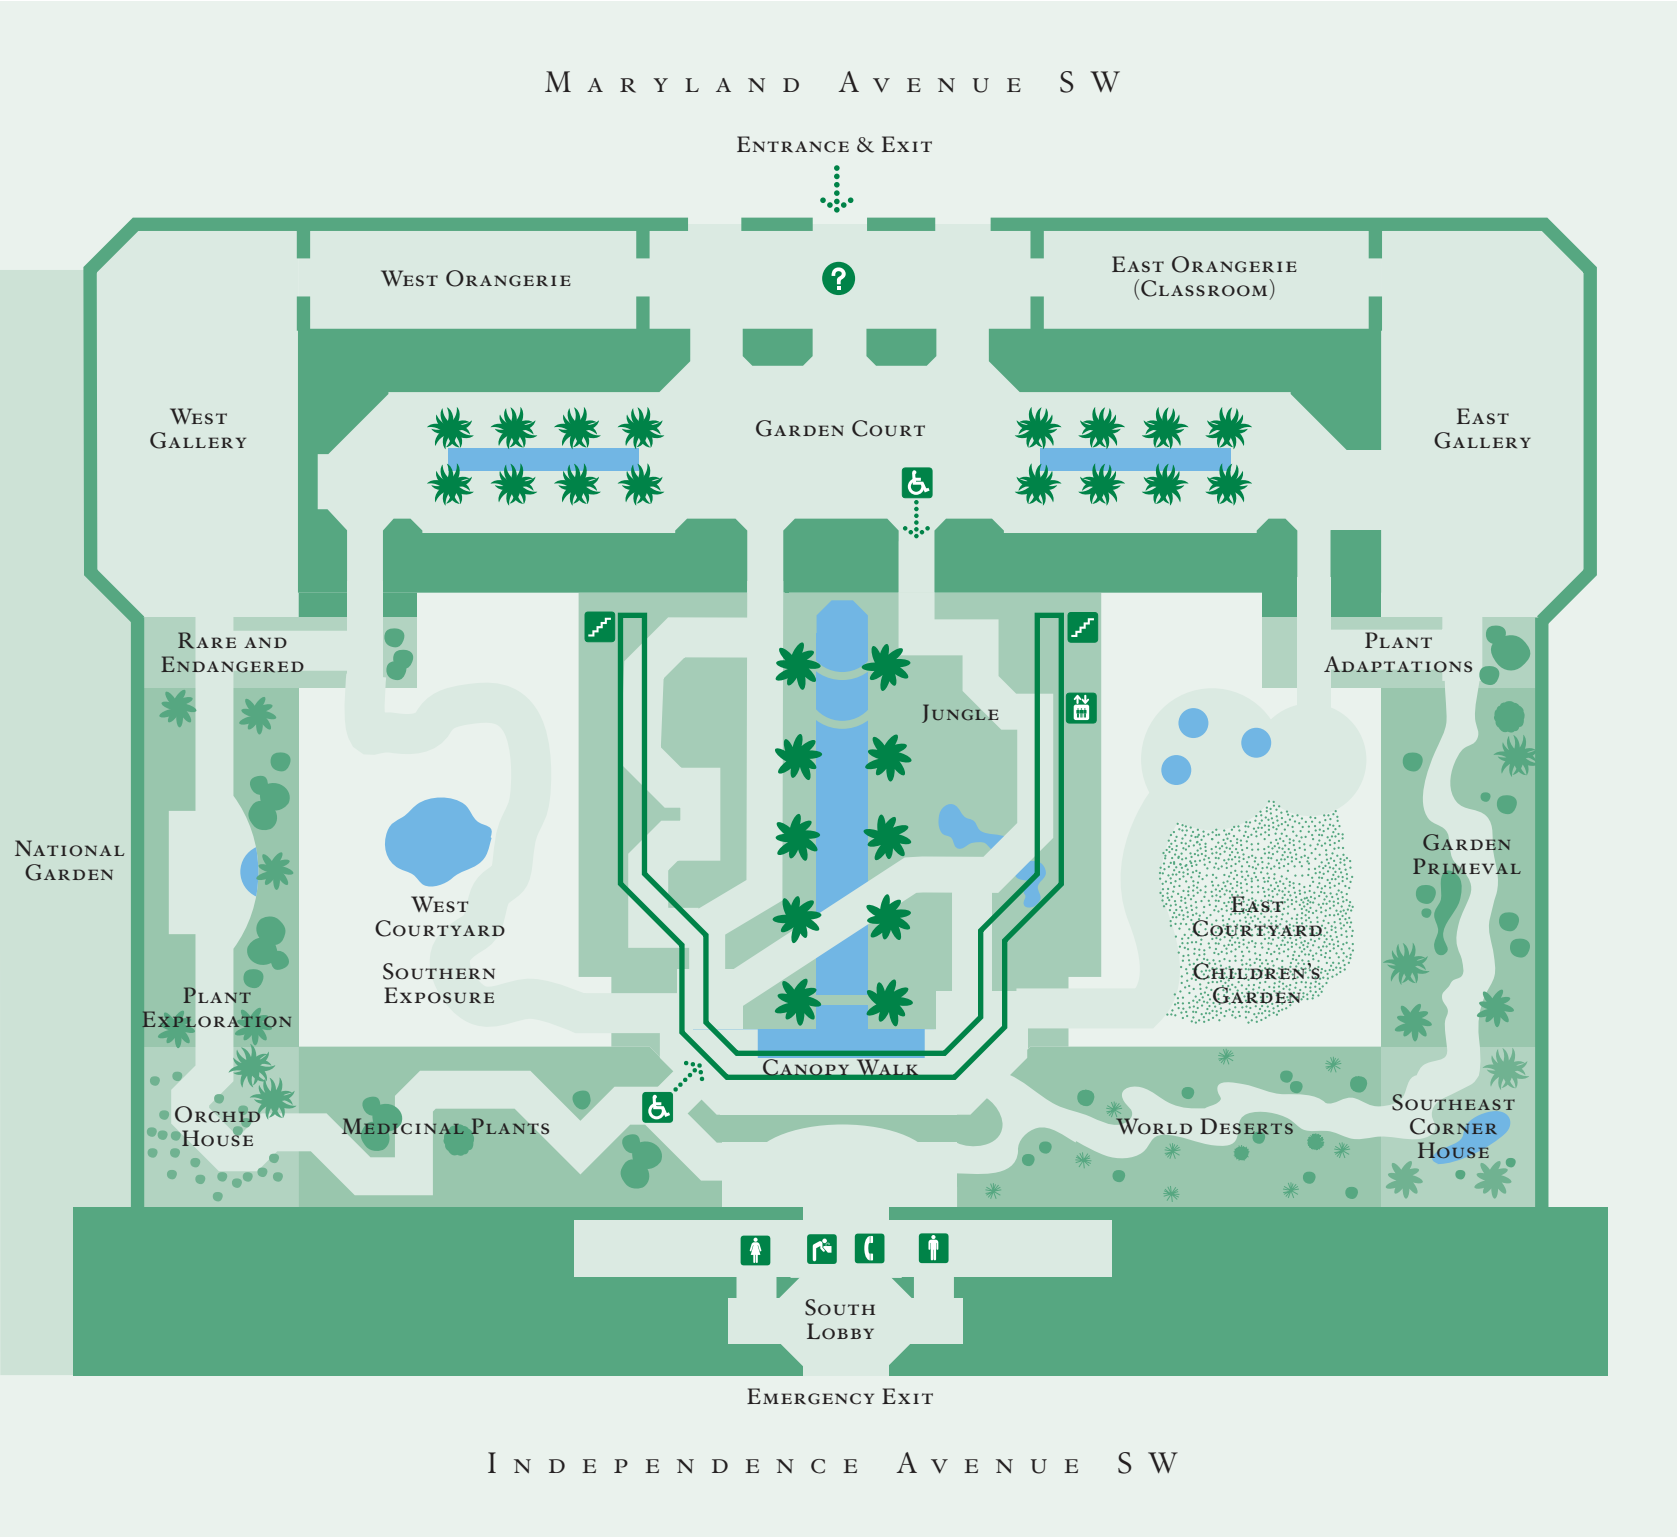 Maryland Avenue SW
Entrance & Exit
West Orangerie
?
East Orangerie
(Classroom)
West
Gallery
Garden Court
East
Gallery
Rare and
Endangered
Plant
Adaptations
Jungle
National
Garden
Garden
Primeval
West
Courtyard
Southern
Exposure
East
Courtyard
Children's
Garden
Plant
Exploration
Canopy Walk
Orchid
House
Medicinal Plants
World Deserts
Southeast
Corner
House
South
Lobby
Emergency Exit
Independence Avenue SW